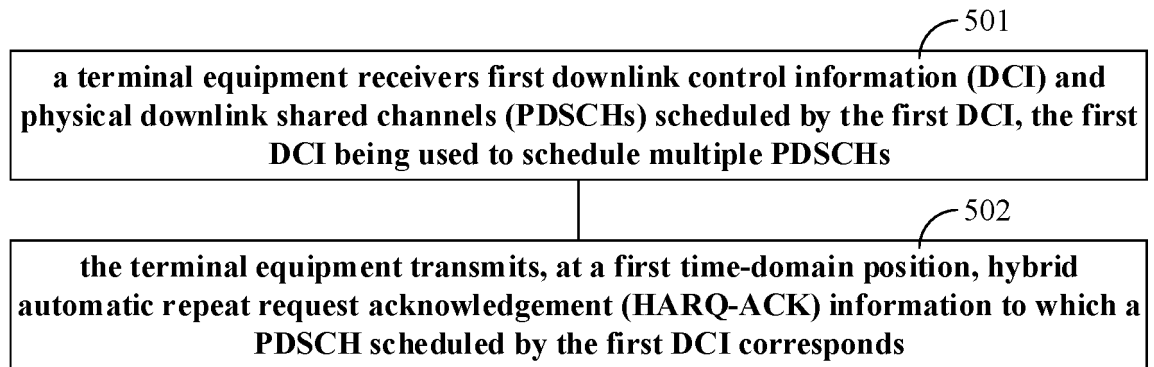 501
a terminal equipment receivers first downlink control information (DCI) and
physical downlink shared channels (PDSCHs) scheduled by the first DCI, the first
DCI being used to schedule multiple PDSCHs
502
the terminal equipment transmits, at a first time-domain position, hybrid
automatic repeat request acknowledgement (HARQ-ACK) information to which a
PDSCH scheduled by the first DCI corresponds